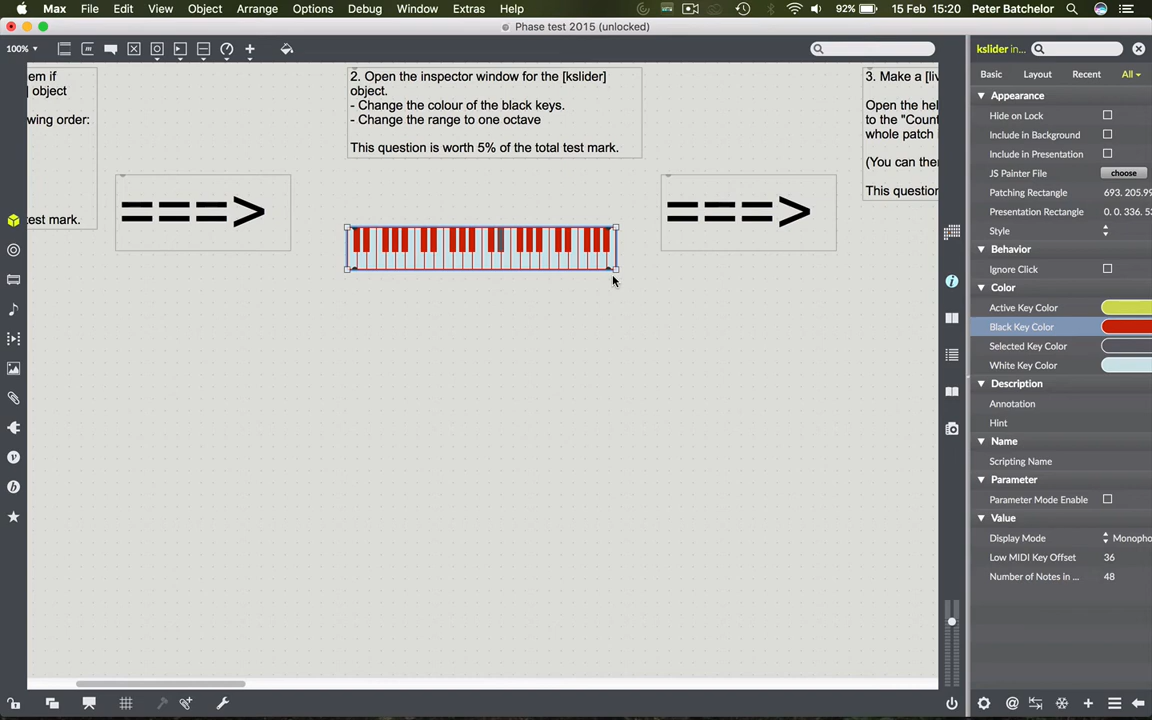 Max File Edit View Object Arrange Options Debug Window Extras Help 92% 15 Feb 15:20 Peter Batchelor
Phase test 2015 (unlocked)
100%
em if
] object
wing order:
test mark.
===>
2. Open the inspector window for the [kslider]
object.
- Change the colour of the black keys.
- Change the range to one octave
This question is worth 5% of the total test mark.
===>
3. Make a [liv
Open the hel
to the "Count
whole patch
(You can the
This question
kslider in...
Basic Layout Recent All
Appearance
Hide on Lock
Include in Background
Include in Presentation
JS Painter File choose
Patching Rectangle 693. 205.99
Presentation Rectangle 0. 0. 336. 53
Style
Behavior
Ignore Click
Color
Active Key Color
Black Key Color
Selected Key Color
White Key Color
Description
Annotation
Hint
Name
Scripting Name
Parameter
Parameter Mode Enable
Value
Display Mode Monopho
Low MIDI Key Offset 36
Number of Notes in ... 48